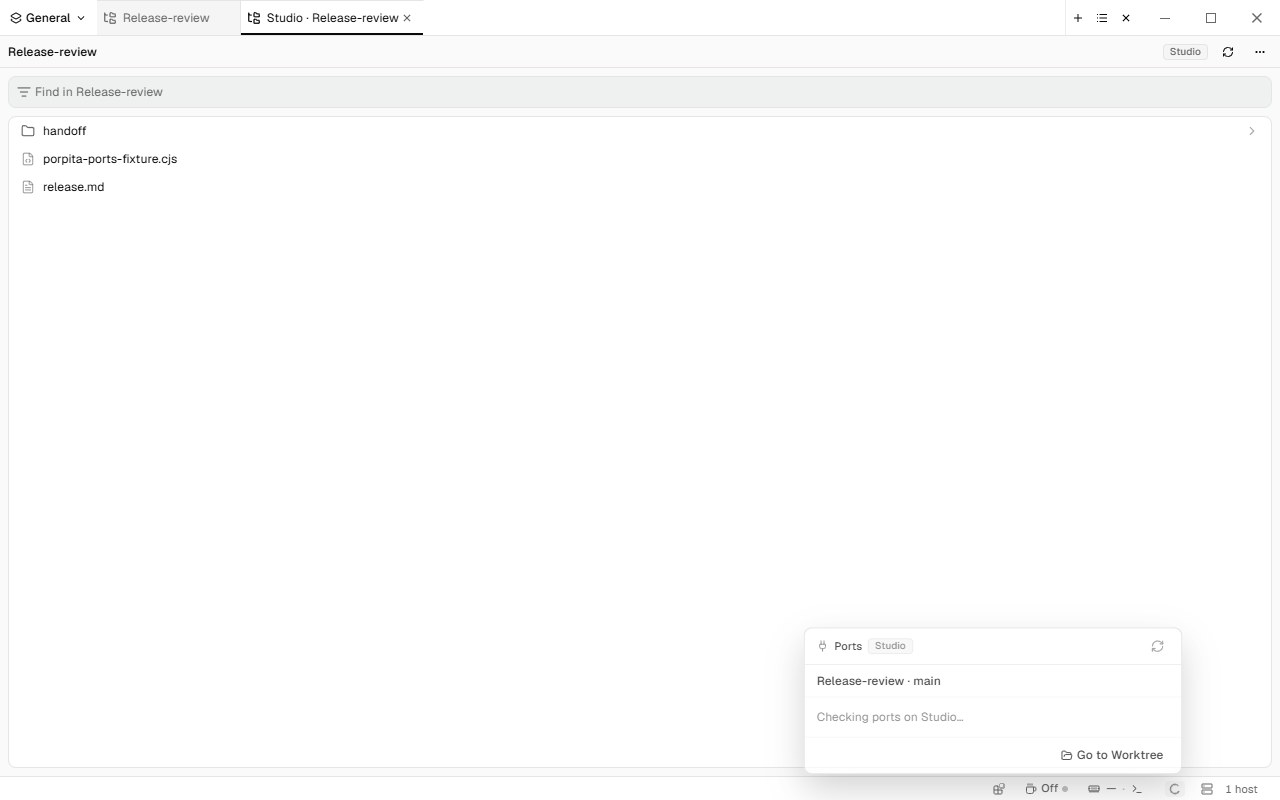 General
Release-review
Studio · Release-review
Release-review
Studio
Find in Release-review
handoff
porpita-ports-fixture.cjs
release.md
Ports
Studio
Release-review · main
Checking ports on Studio…
Go to Worktree
Off
— ·
1 host